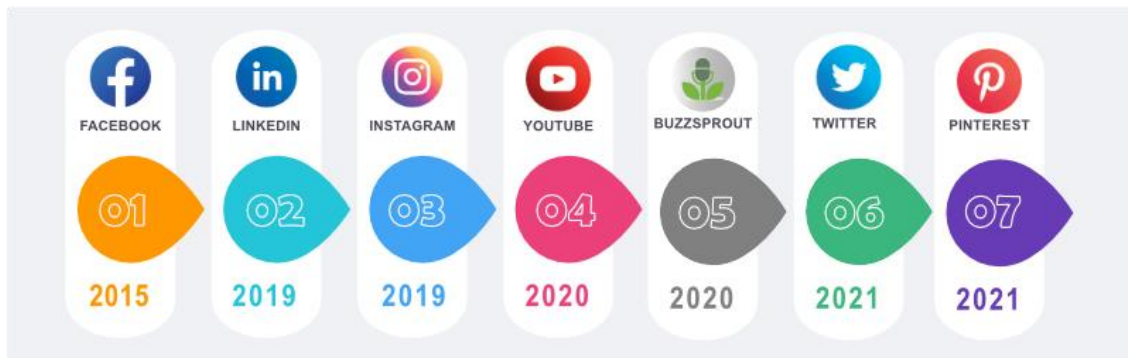 FACEBOOK LINKEDIN INSTAGRAM YOUTUBE BUZZSPROUT TWITTER PINTEREST
01 02 03 04 05 06 07
2015 2019 2019 2020 2020 2021 2021